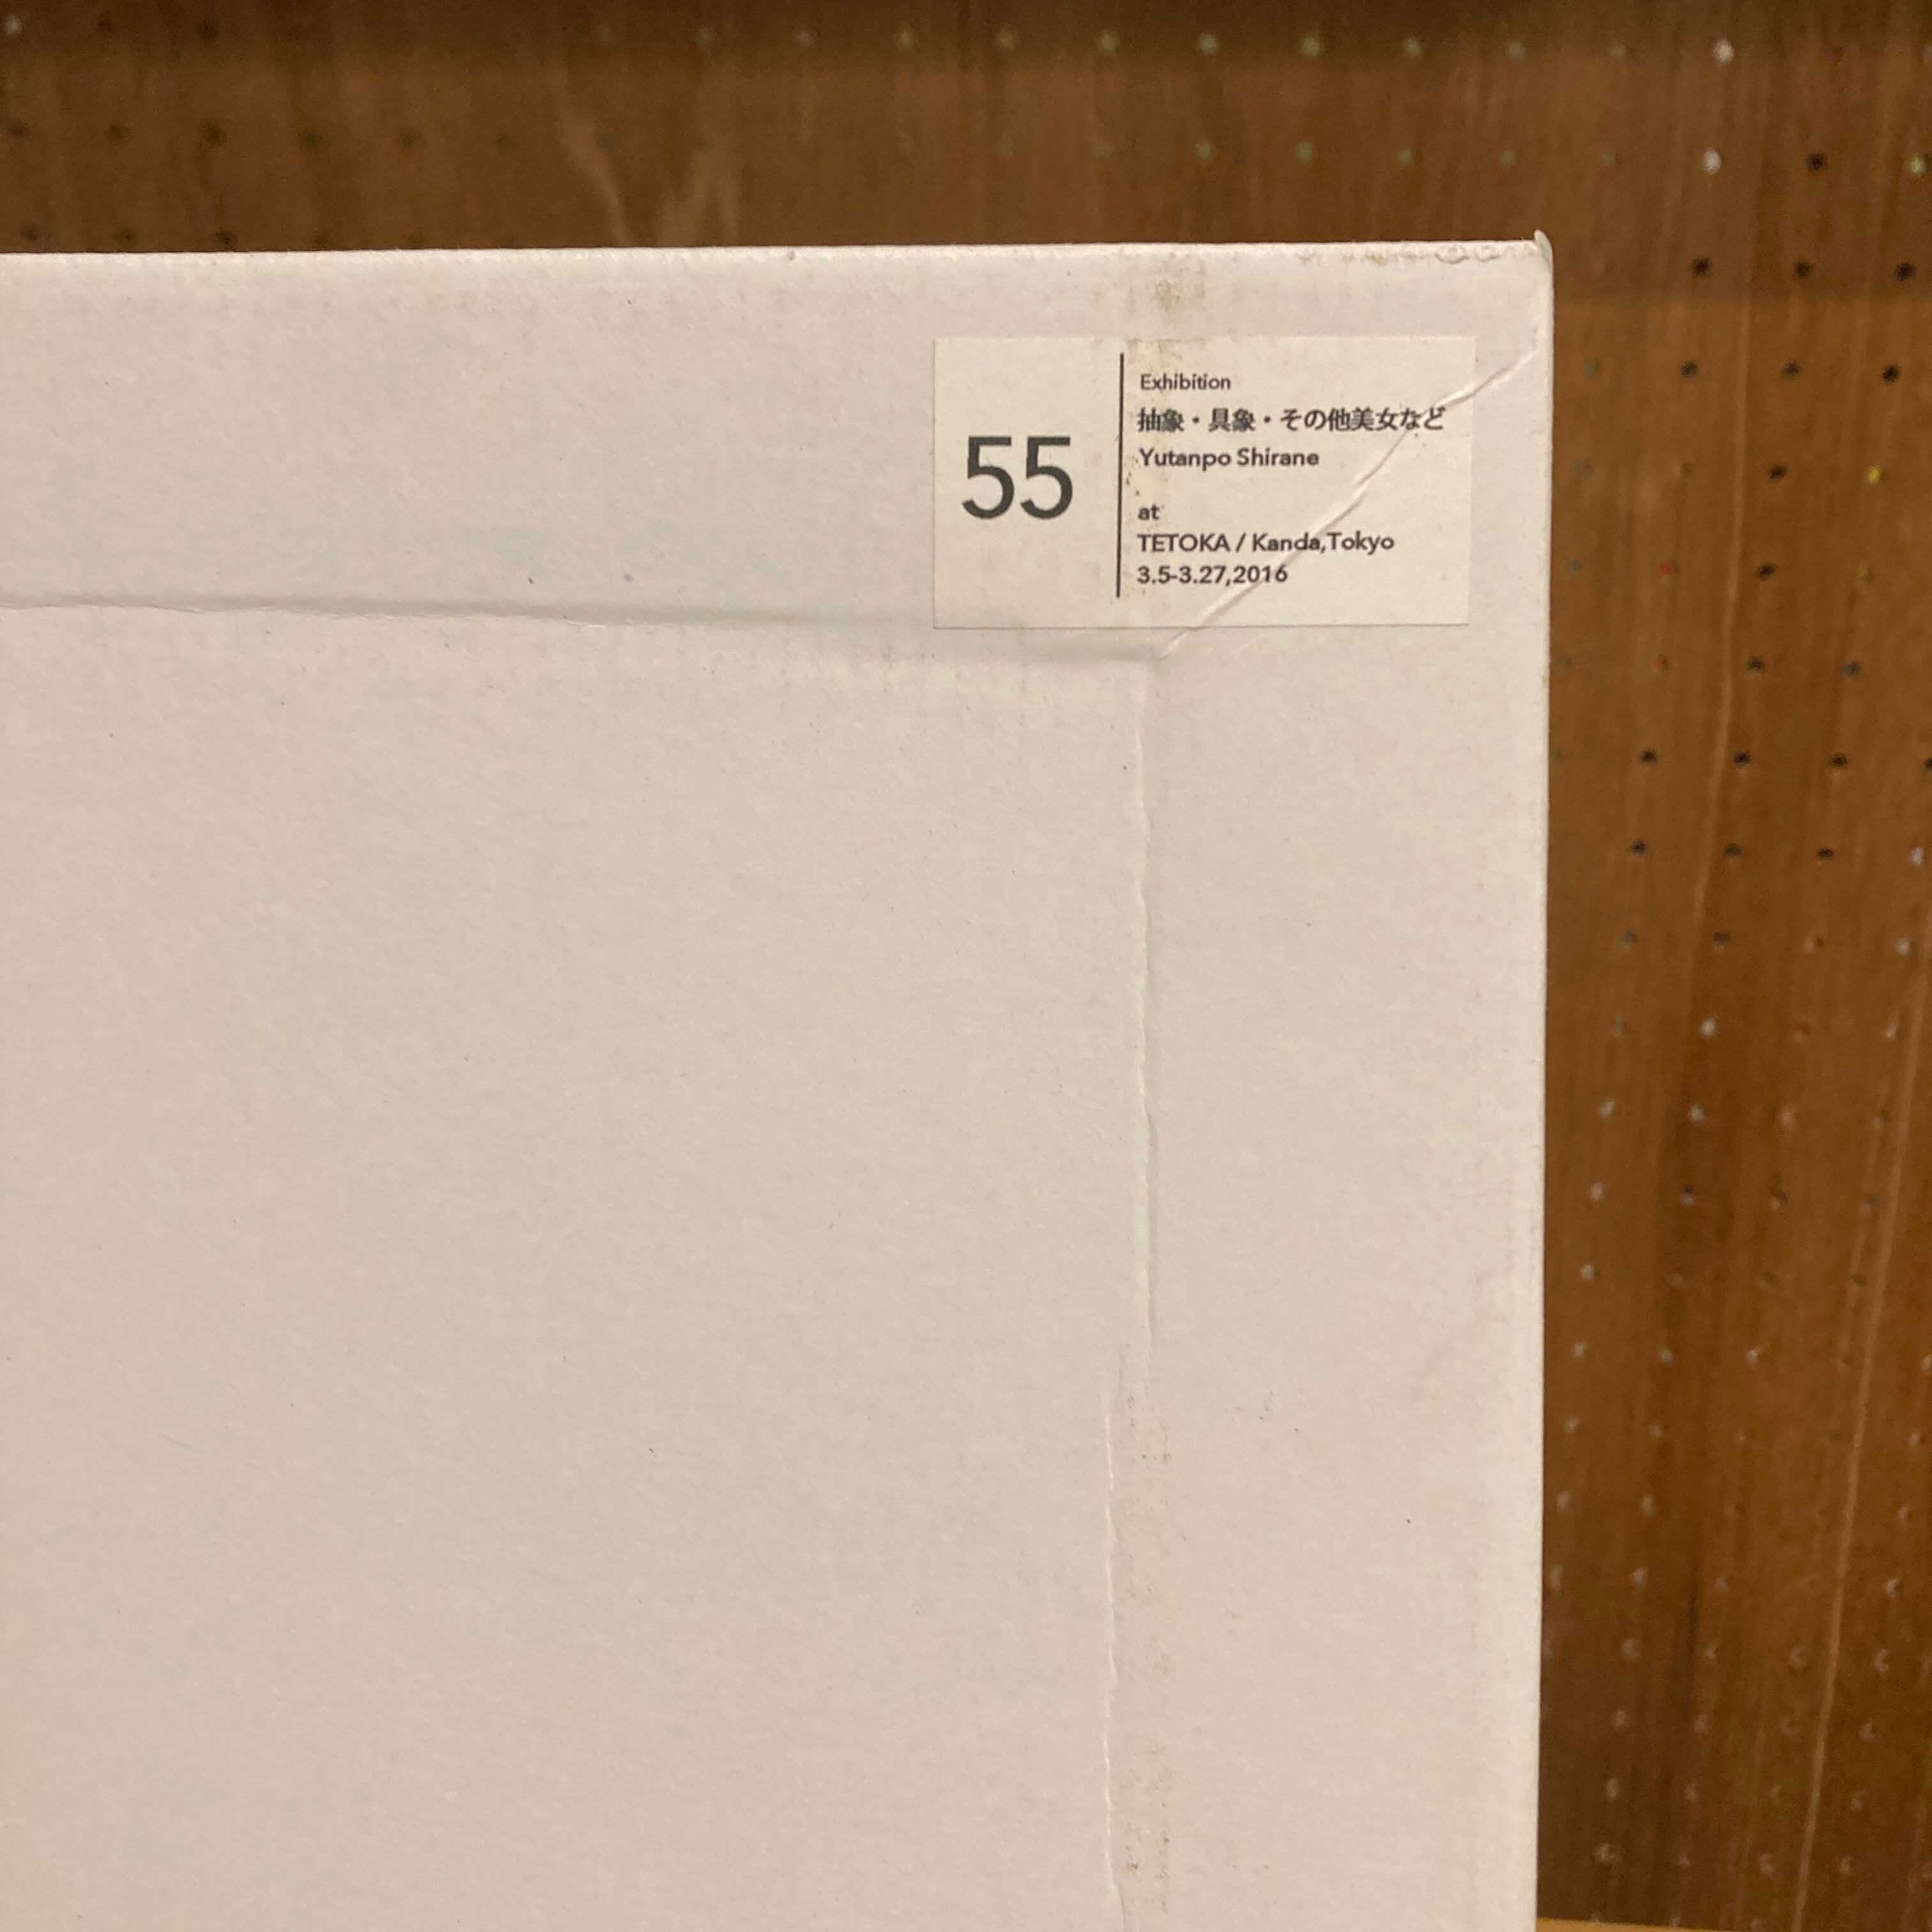 55
Exhibition
抽象・具象・その他美女など
Yutanpo Shirane
at
TETOKA / Kanda,Tokyo
3.5-3.27,2016